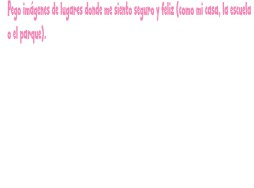 Pego imágenes de lugares donde me siento seguro y feliz (como mi casa, la escuela
o el parque).